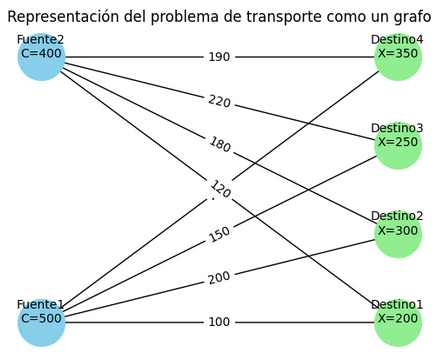 Representación del problema de transporte como un grafo
Fuente2
C=400
Destino4
X=350
190
220
Destino3
X=250
180
120
150
Destino2
X=300
200
Fuente1
C=500
100
Destino1
X=200